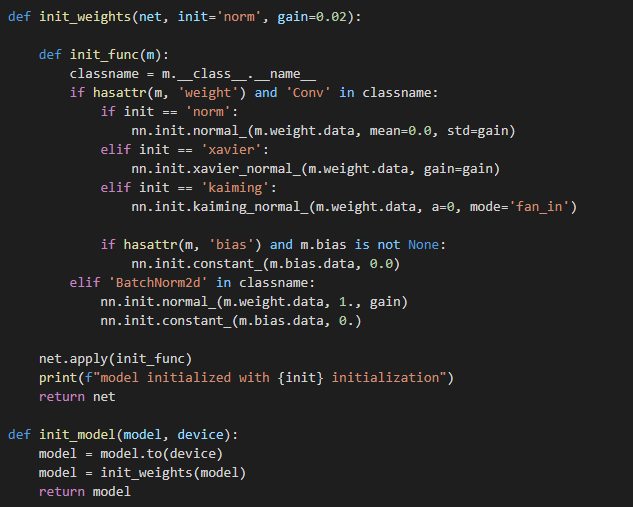 def init_weights(net, init='norm', gain=0.02):
    def init_func(m):
        classname = m.__class__.__name__
        if hasattr(m, 'weight') and 'Conv' in classname:
            if init == 'norm':
                nn.init.normal_(m.weight.data, mean=0.0, std=gain)
            elif init == 'xavier':
                nn.init.xavier_normal_(m.weight.data, gain=gain)
            elif init == 'kaiming':
                nn.init.kaiming_normal_(m.weight.data, a=0, mode='fan_in')
            if hasattr(m, 'bias') and m.bias is not None:
                nn.init.constant_(m.bias.data, 0.0)
        elif 'BatchNorm2d' in classname:
            nn.init.normal_(m.weight.data, 1., gain)
            nn.init.constant_(m.bias.data, 0.)
    net.apply(init_func)
    print(f"model initialized with {init} initialization")
    return net
def init_model(model, device):
    model = model.to(device)
    model = init_weights(model)
    return model